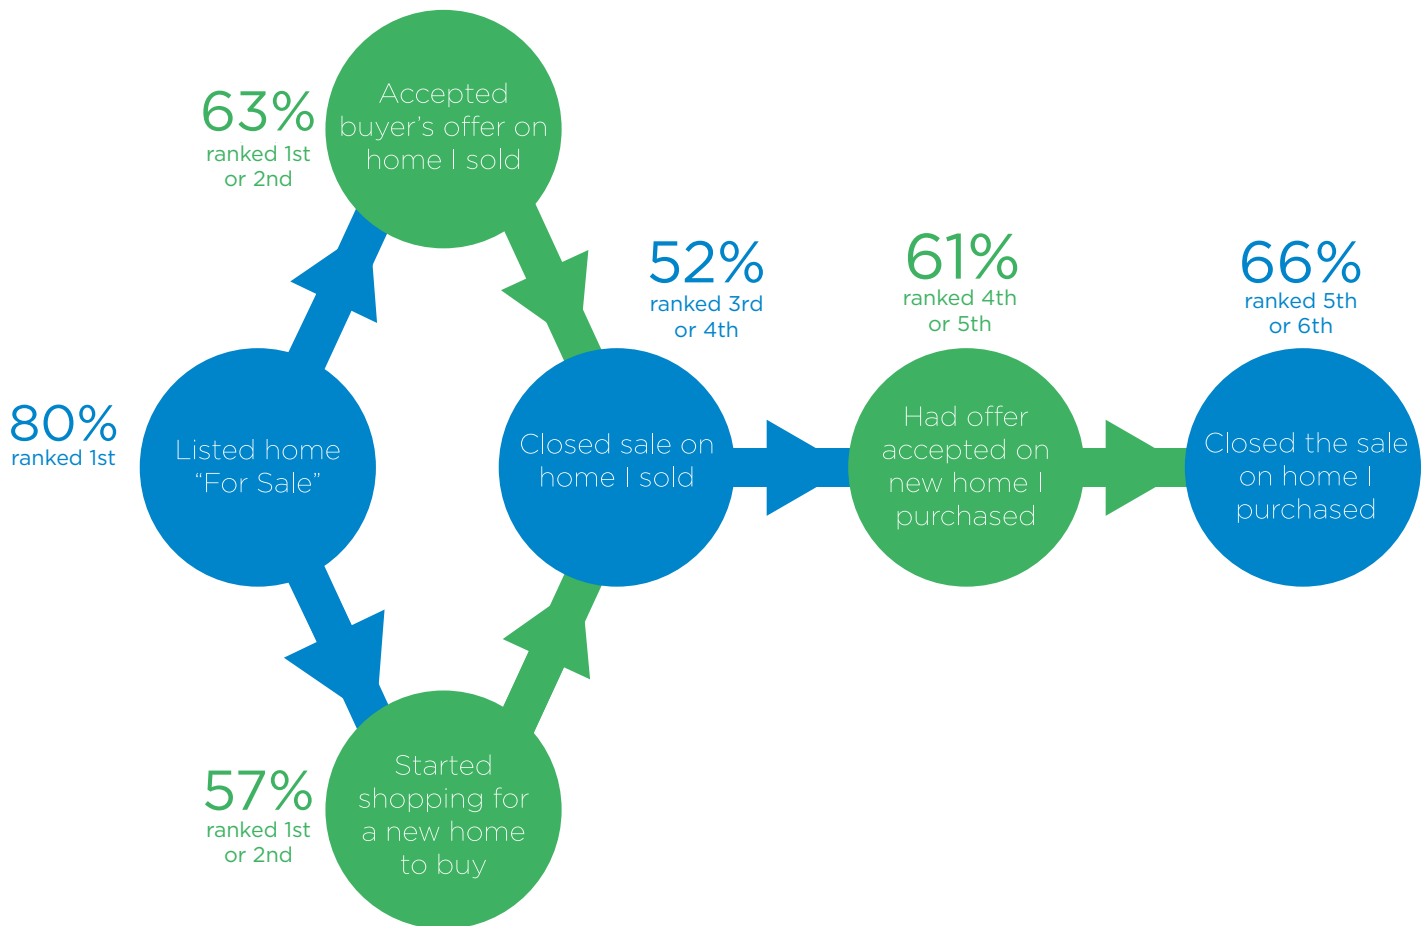 63%
ranked 1st
or 2nd
Accepted
buyer’s offer on
home I sold
80%
ranked 1st
Listed home
“For Sale”
52%
ranked 3rd
or 4th
Closed sale on
home I sold
61%
ranked 4th
or 5th
Had offer
accepted on
new home I
purchased
66%
ranked 5th
or 6th
Closed the sale
on home I
purchased
57%
ranked 1st
or 2nd
Started
shopping for
a new home
to buy